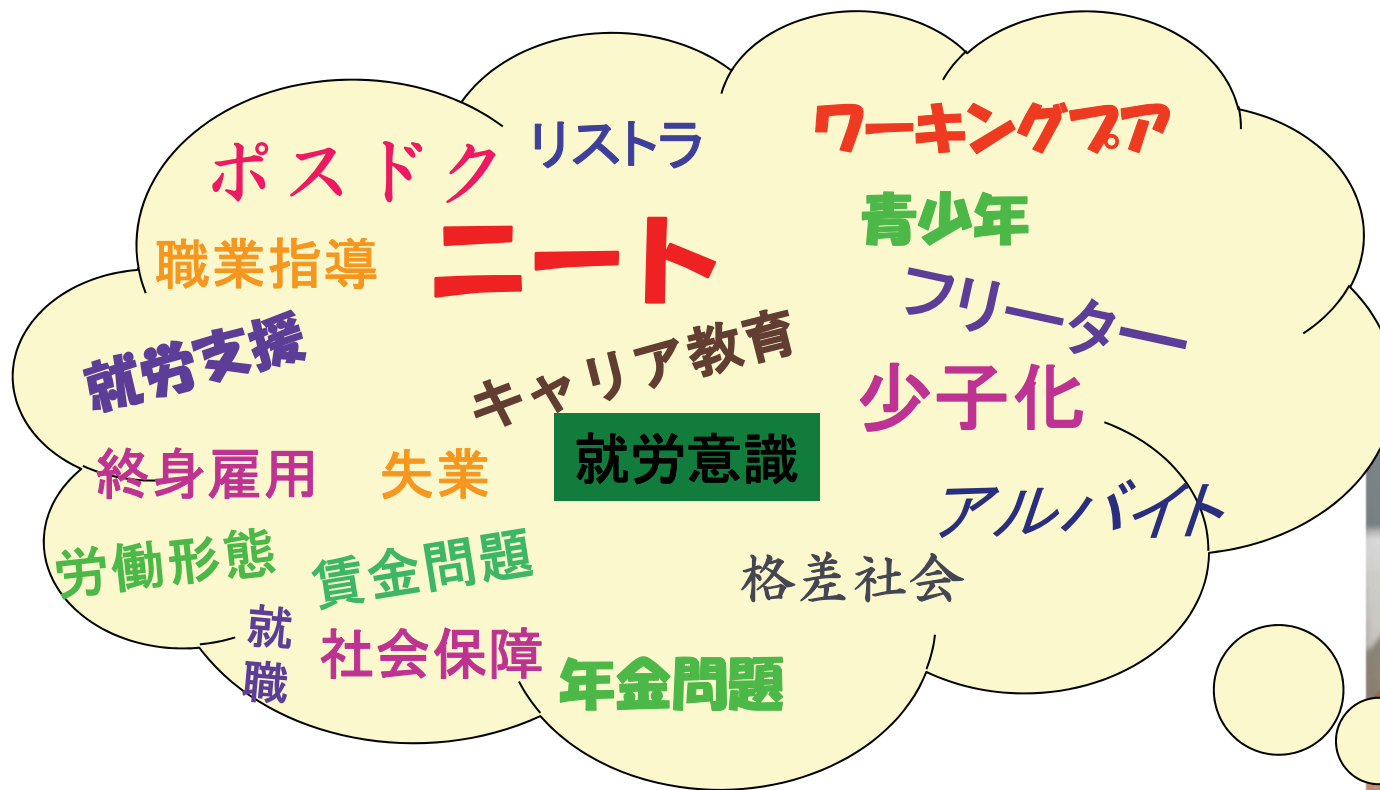 ポスドク
リストラ
ワーキングプア
青少年
職業指導
ニート
フリーター
就労支援
キャリア教育
少子化
就労意識
終身雇用
失業
アルバイト
労働形態
賃金問題
格差社会
就職
社会保障
年金問題